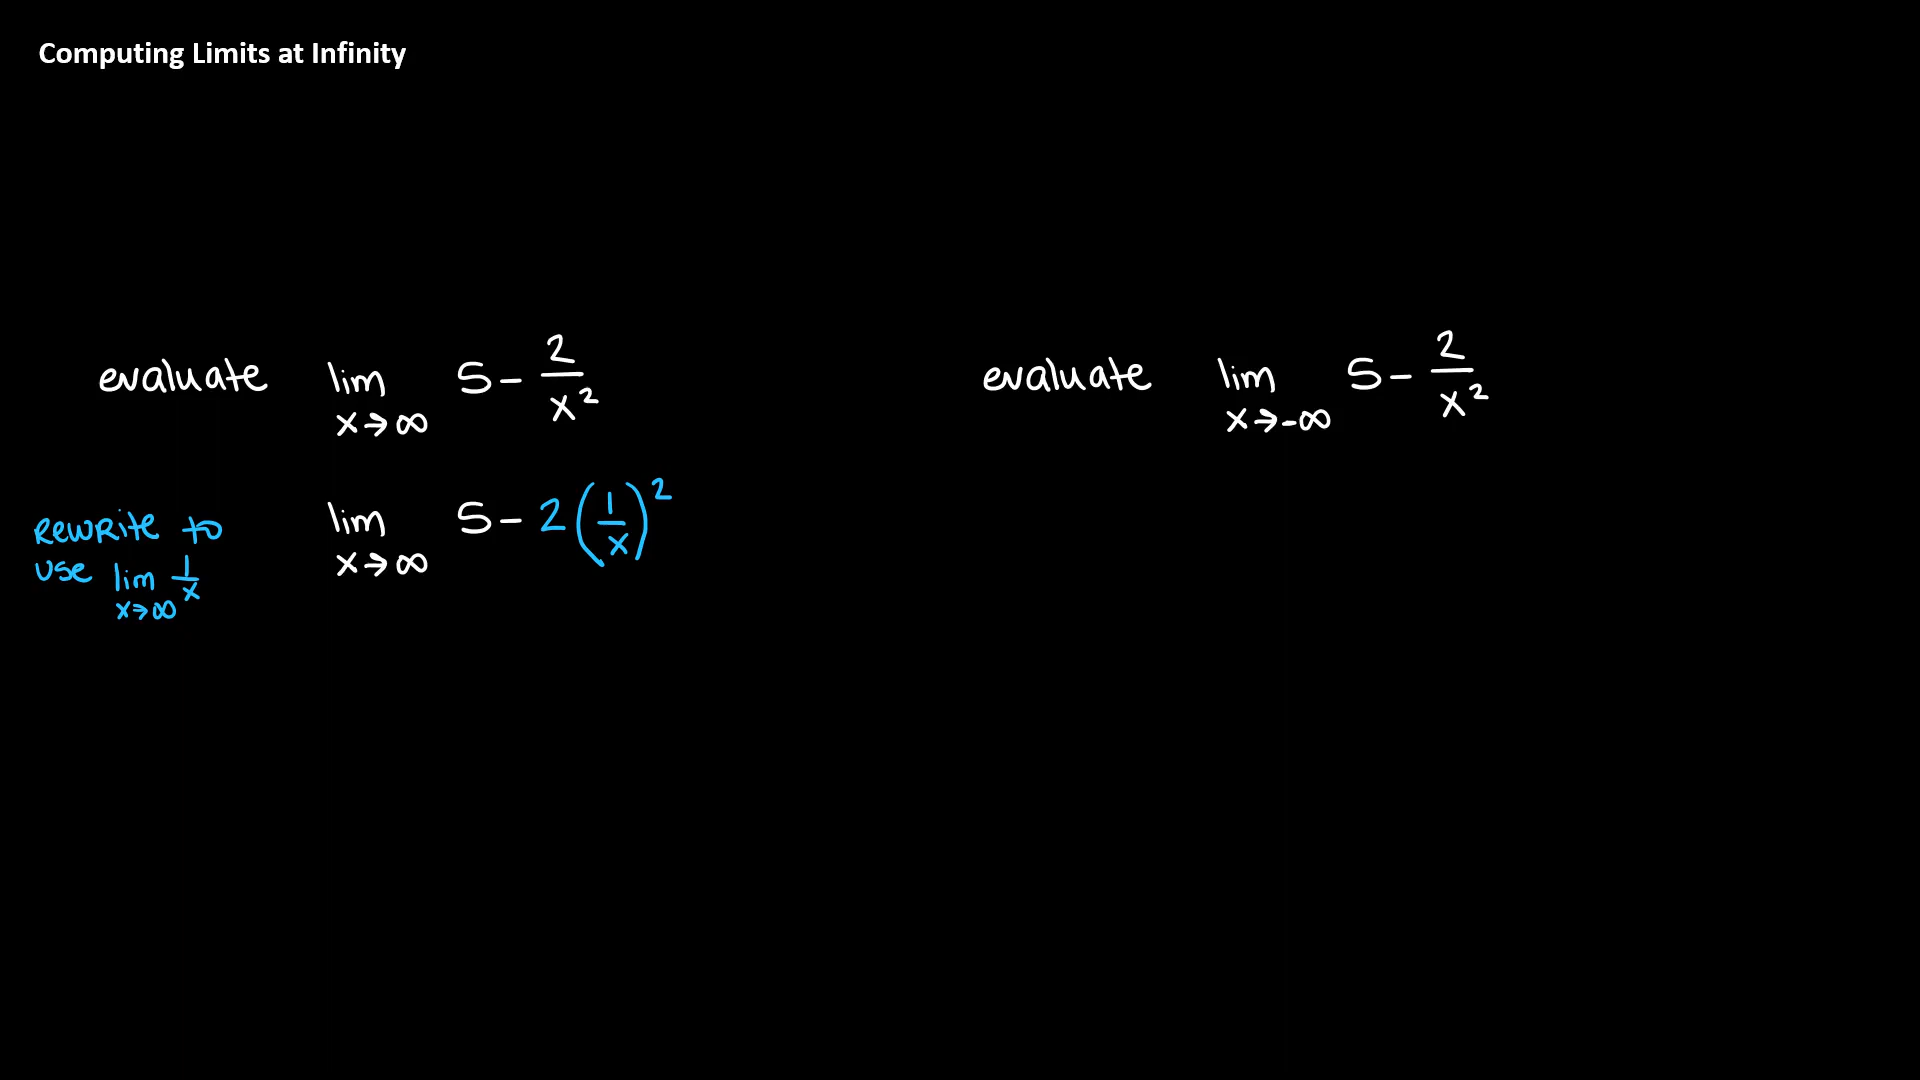 Computing Limits at Infinity
evaluate lim x→∞ 5 - 2/x²
rewrite to use lim x→∞ 1/x
lim x→∞ 5 - 2(1/x)²
evaluate lim x→-∞ 5 - 2/x²